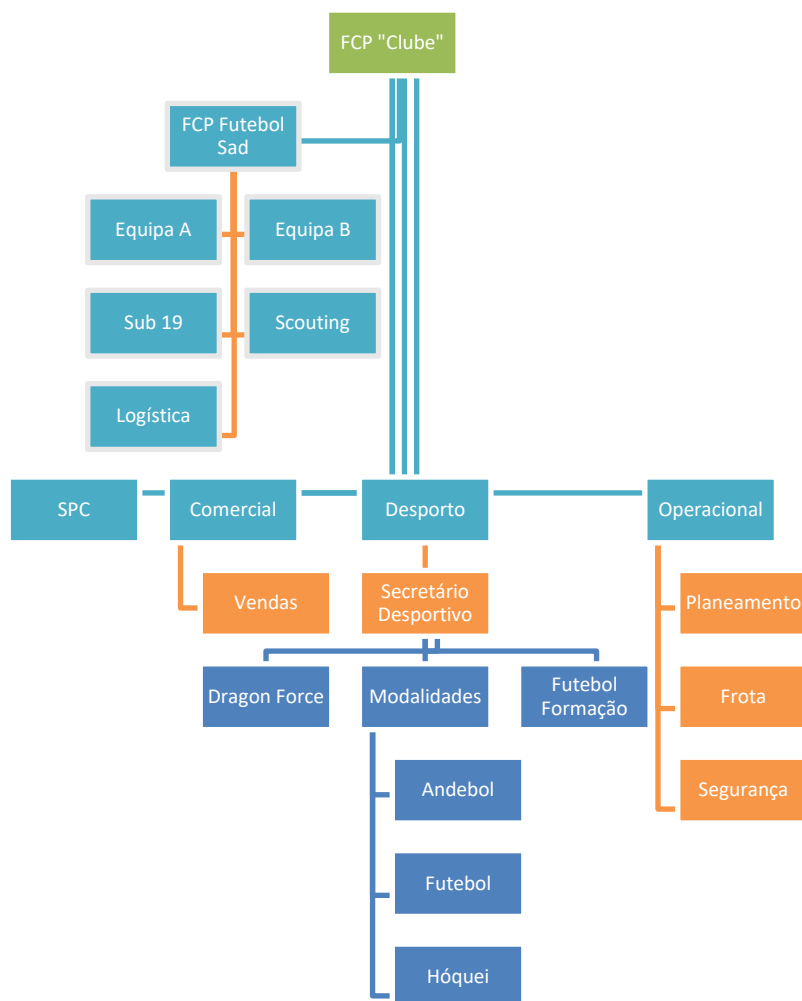 FCP "Clube"
FCP Futebol
Sad
Equipa A
Equipa B
Sub 19
Scouting
Logística
SPC
Comercial
Desporto
Operacional
Vendas
Secretário
Desportivo
Planeamento
Dragon Force
Modalidades
Futebol
Formação
Frota
Andebol
Segurança
Futebol
Hóquei